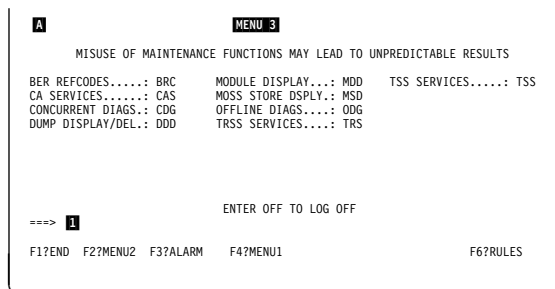 A MENU 3
MISUSE OF MAINTENANCE FUNCTIONS MAY LEAD TO UNPREDICTABLE RESULTS
BER REFCODES.....: BRC MODULE DISPLAY...: MDD TSS SERVICES.....: TSS
CA SERVICES......: CAS MOSS STORE DSPLY.: MSD
CONCURRENT DIAGS.: CDG OFFLINE DIAGS....: ODG
DUMP DISPLAY/DEL.: DDD TRSS SERVICES....: TRS
ENTER OFF TO LOG OFF
===> 1
F1?END F2?MENU2 F3?ALARM F4?MENU1 F6?RULES